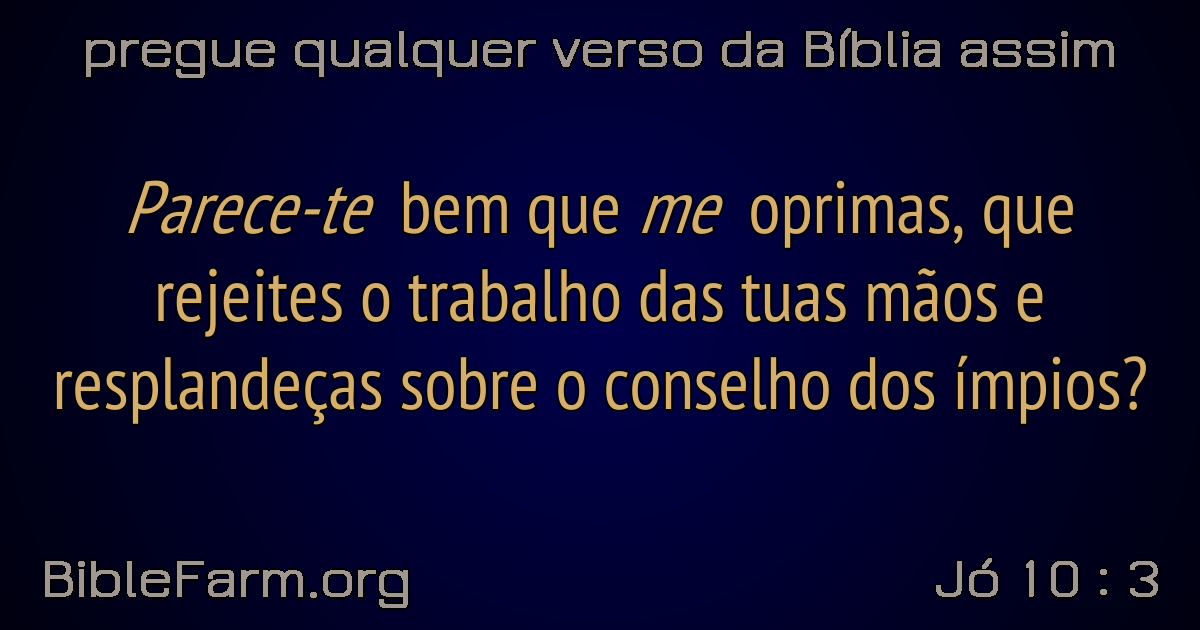 pregue qualquer verso da Bíblia assim
Parece-te bem que me oprimas, que
rejeites o trabalho das tuas mãos e
resplandeças sobre o conselho dos ímpios?
BibleFarm.org
Jó 10 : 3